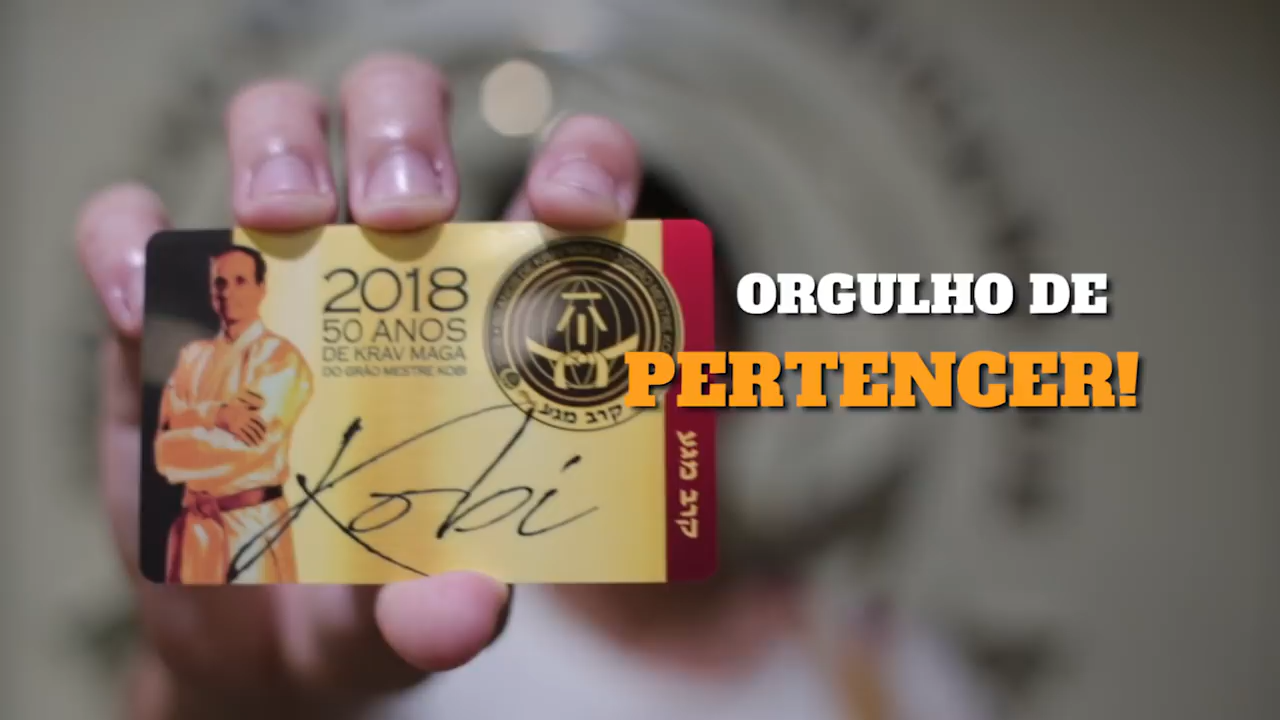 2018
50 ANOS
DE KRAV MAGA
DO GRÃO MESTRE KOBI
Kobi
קרב מגע
קרב מגע
ORGULHO DE
PERTENCER!